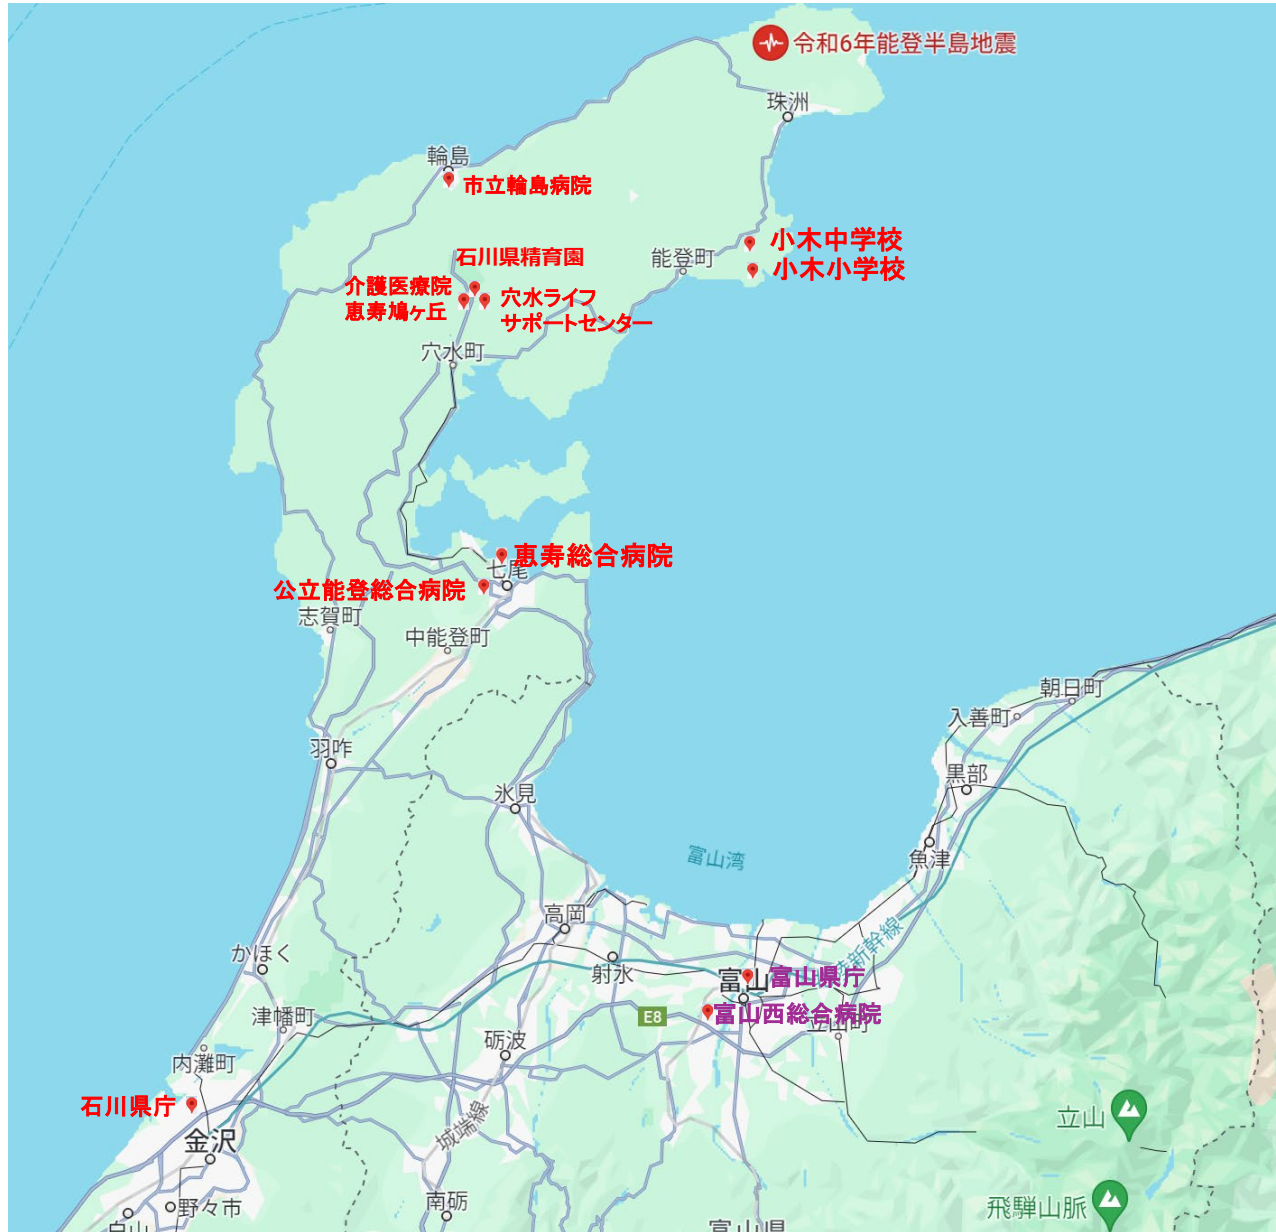 令和6年能登半島地震
珠洲
輪島
市立輪島病院
小木中学校
石川県精育園
能登町
小木小学校
介護医療院
恵寿鳩ヶ丘
穴水ライフ
サポートセンター
穴水町
恵寿総合病院
七尾
公立能登総合病院
志賀町
中能登町
朝日町
入善町
羽咋
黒部
氷見
富山湾
魚津
高岡
新幹線
かほく
射水
富山
富山県庁
富山西総合病院
津幡町
E8
立山町
砺波
内灘町
石川県庁
城端線
立山
金沢
南砺
野々市
飛騨山脈
白山
富山県